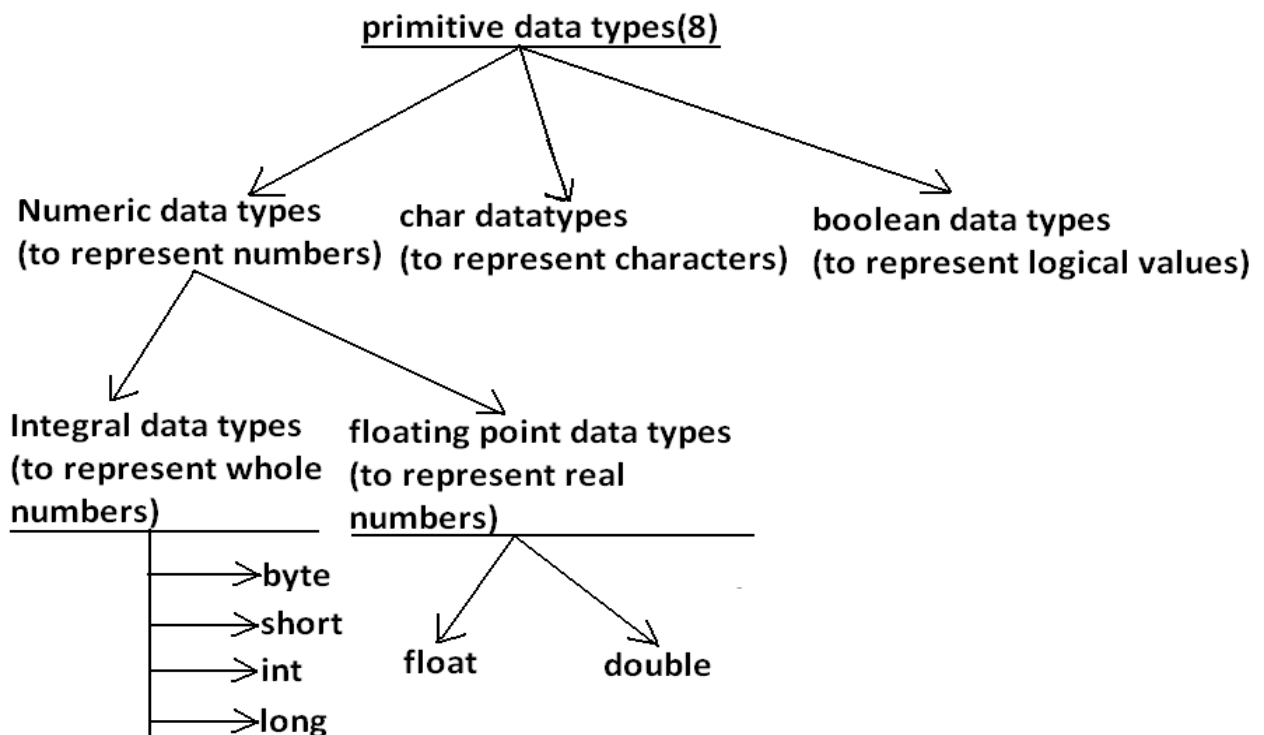 primitive data types(8)
Numeric data types
(to represent numbers)
char datatypes
(to represent characters)
boolean data types
(to represent logical values)
Integral data types
(to represent whole
numbers)
floating point data types
(to represent real
numbers)
byte
short
int
long
float
double